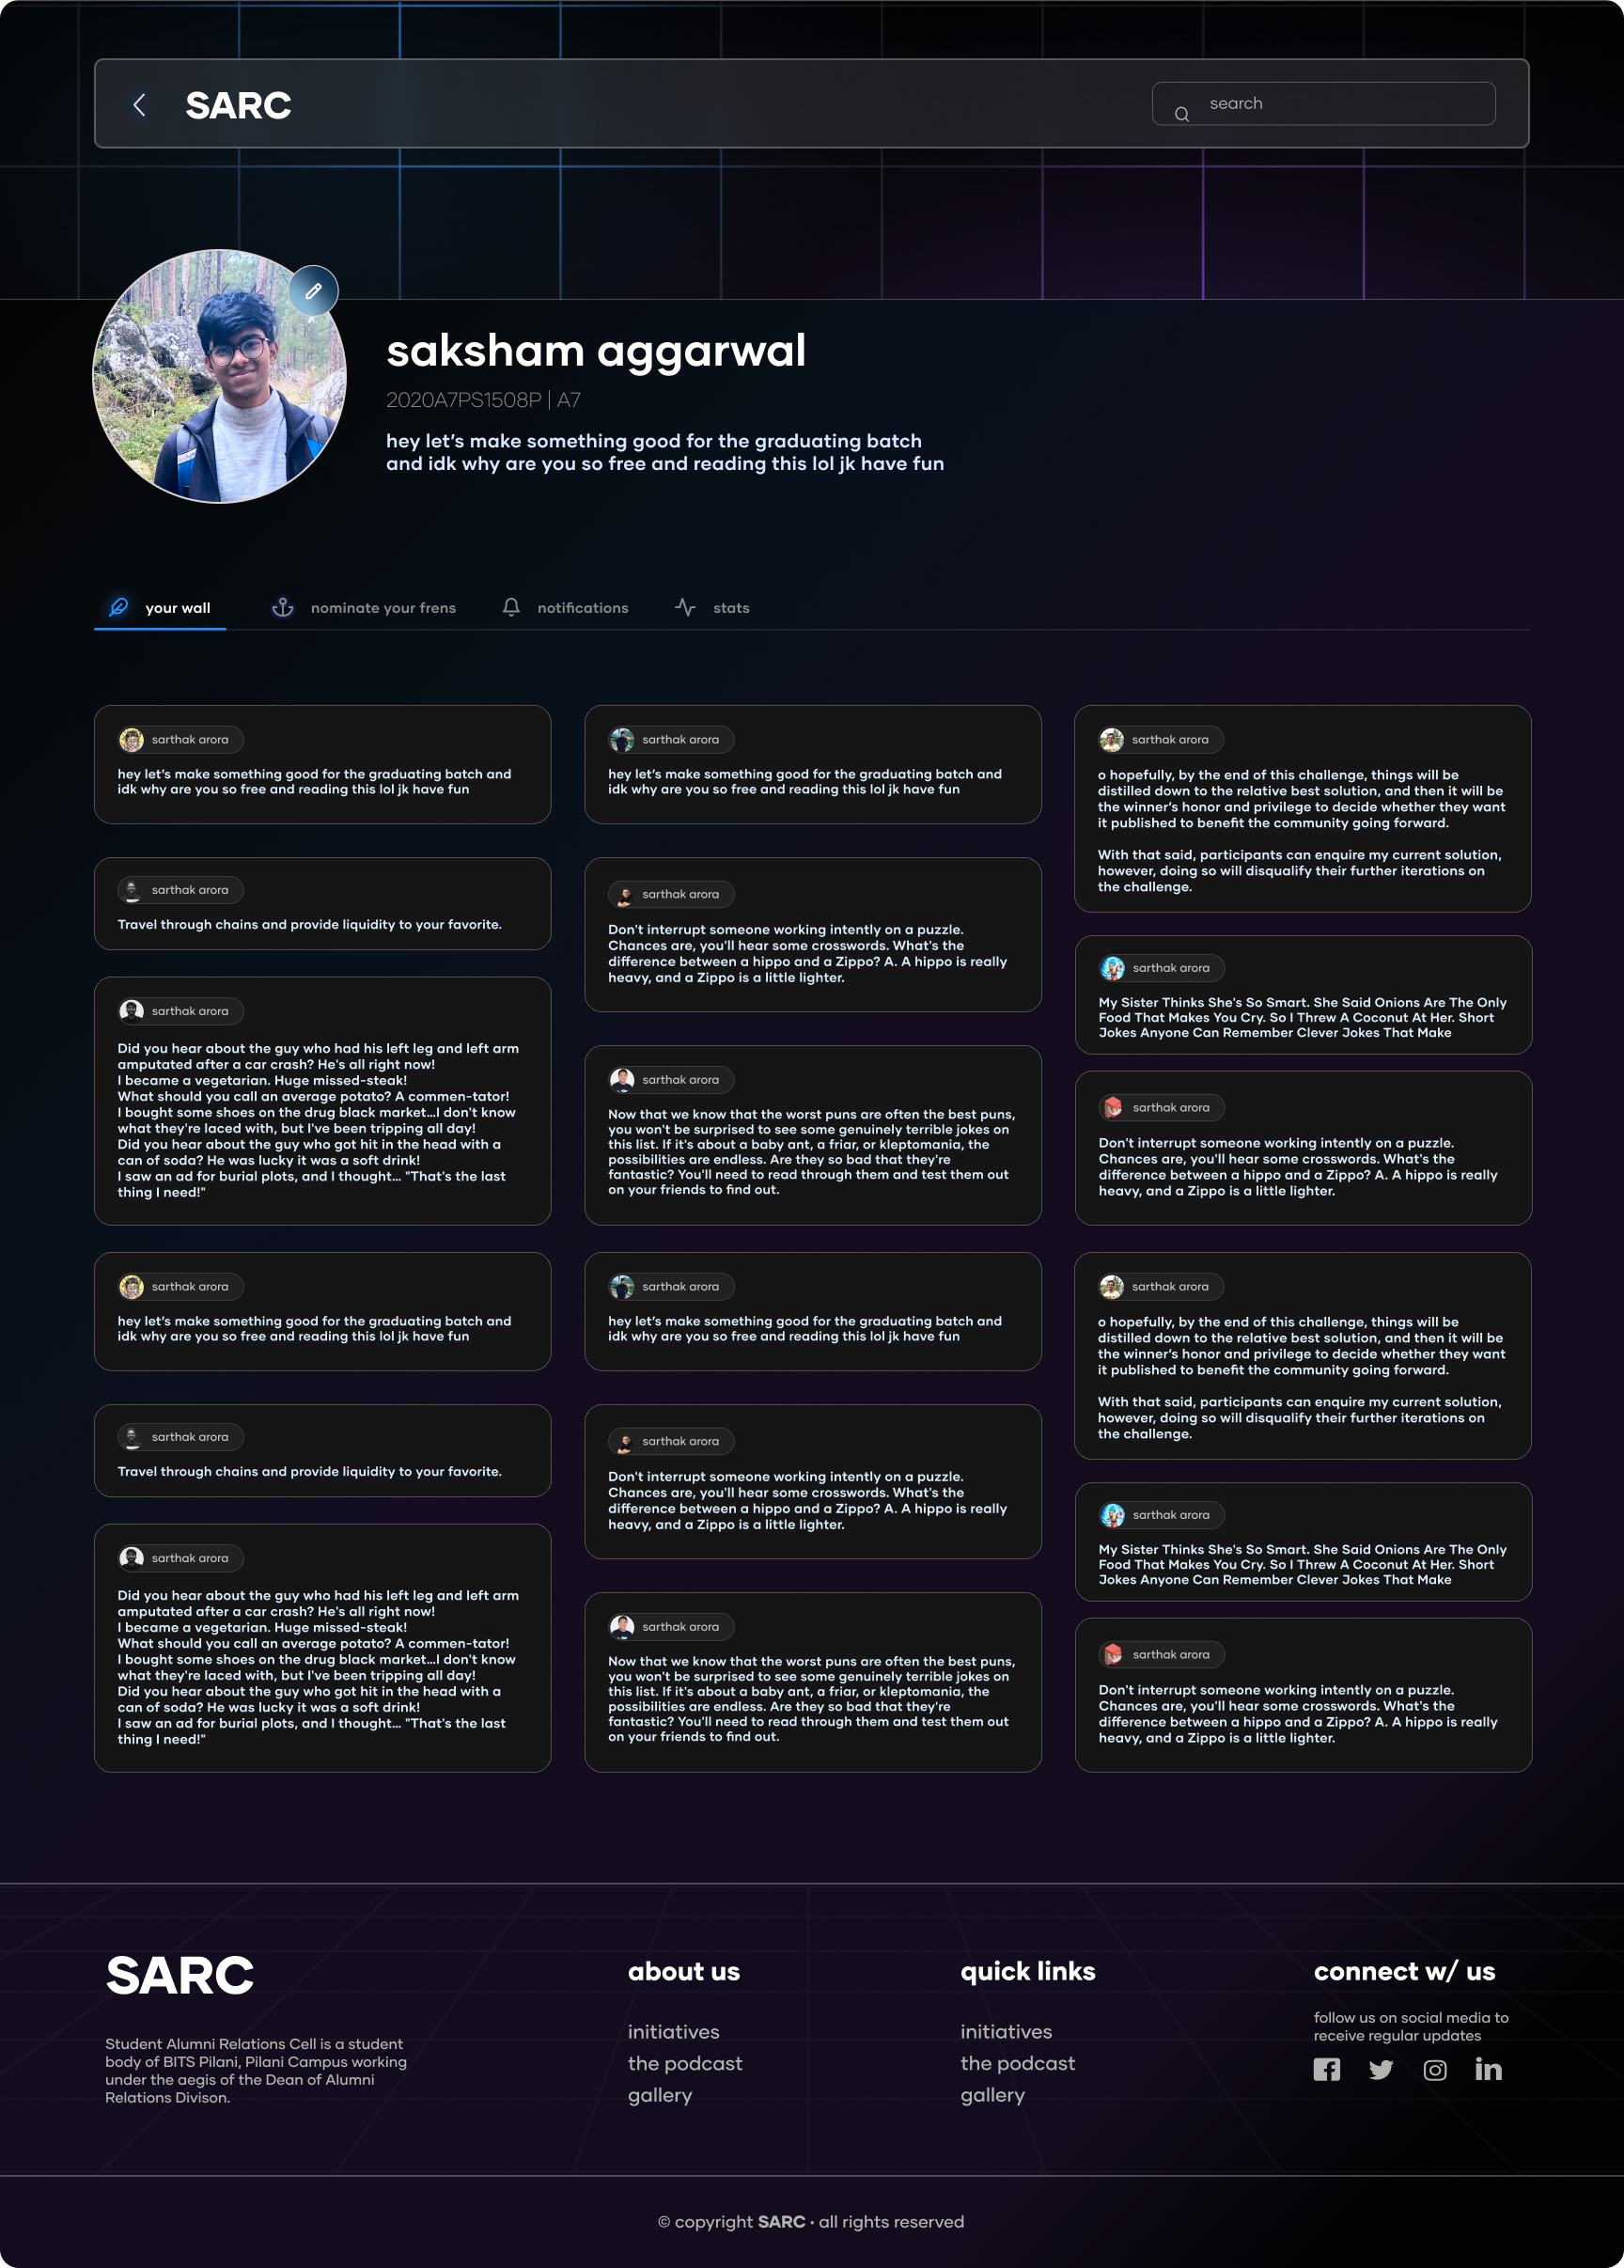 SARC
search
saksham aggarwal
2020A7PS1508P | A7
hey let's make something good for the graduating batch
and idk why are you so free and reading this lol jk have fun
your wall
nominate your frens
notifications
stats
sarthak arora
hey let's make something good for the graduating batch and
idk why are you so free and reading this lol jk have fun
sarthak arora
Travel through chains and provide liquidity to your favorite.
sarthak arora
Did you hear about the guy who had his left leg and left arm
amputated after a car crash? He's all right now!
I became a vegetarian. Huge missed-steak!
What should you call an average potato? A commen-tator!
I bought some shoes on the drug black market...I don't know
what they're laced with, but I've been tripping all day!
Did you hear about the guy who got hit in the head with a
can of soda? He was lucky it was a soft drink!
I saw an ad for burial plots, and I thought... "That's the last
thing I need!"
sarthak arora
hey let's make something good for the graduating batch and
idk why are you so free and reading this lol jk have fun
sarthak arora
Travel through chains and provide liquidity to your favorite.
sarthak arora
Did you hear about the guy who had his left leg and left arm
amputated after a car crash? He's all right now!
I became a vegetarian. Huge missed-steak!
What should you call an average potato? A commen-tator!
I bought some shoes on the drug black market...I don't know
what they're laced with, but I've been tripping all day!
Did you hear about the guy who got hit in the head with a
can of soda? He was lucky it was a soft drink!
I saw an ad for burial plots, and I thought... "That's the last
thing I need!"
sarthak arora
hey let's make something good for the graduating batch and
idk why are you so free and reading this lol jk have fun
sarthak arora
Don't interrupt someone working intently on a puzzle.
Chances are, you'll hear some crosswords. What's the
difference between a hippo and a Zippo? A. A hippo is really
heavy, and a Zippo is a little lighter.
sarthak arora
Now that we know that the worst puns are often the best puns,
you won't be surprised to see some genuinely terrible jokes on
this list. If it's about a baby ant, a friar, or kleptomania, the
possibilities are endless. Are they so bad that they're
fantastic? You'll need to read through them and test them out
on your friends to find out.
sarthak arora
hey let's make something good for the graduating batch and
idk why are you so free and reading this lol jk have fun
sarthak arora
Don't interrupt someone working intently on a puzzle.
Chances are, you'll hear some crosswords. What's the
difference between a hippo and a Zippo? A. A hippo is really
heavy, and a Zippo is a little lighter.
sarthak arora
Now that we know that the worst puns are often the best puns,
you won't be surprised to see some genuinely terrible jokes on
this list. If it's about a baby ant, a friar, or kleptomania, the
possibilities are endless. Are they so bad that they're
fantastic? You'll need to read through them and test them out
on your friends to find out.
sarthak arora
o hopefully, by the end of this challenge, things will be
distilled down to the relative best solution, and then it will be
the winner's honor and privilege to decide whether they want
it published to benefit the community going forward.
With that said, participants can enquire my current solution,
however, doing so will disqualify their further iterations on
the challenge.
sarthak arora
My Sister Thinks She's So Smart. She Said Onions Are The Only
Food That Makes You Cry. So I Threw A Coconut At Her. Short
Jokes Anyone Can Remember Clever Jokes That Make
sarthak arora
Don't interrupt someone working intently on a puzzle.
Chances are, you'll hear some crosswords. What's the
difference between a hippo and a Zippo? A. A hippo is really
heavy, and a Zippo is a little lighter.
sarthak arora
o hopefully, by the end of this challenge, things will be
distilled down to the relative best solution, and then it will be
the winner's honor and privilege to decide whether they want
it published to benefit the community going forward.
With that said, participants can enquire my current solution,
however, doing so will disqualify their further iterations on
the challenge.
sarthak arora
My Sister Thinks She's So Smart. She Said Onions Are The Only
Food That Makes You Cry. So I Threw A Coconut At Her. Short
Jokes Anyone Can Remember Clever Jokes That Make
sarthak arora
Don't interrupt someone working intently on a puzzle.
Chances are, you'll hear some crosswords. What's the
difference between a hippo and a Zippo? A. A hippo is really
heavy, and a Zippo is a little lighter.
SARC
Student Alumni Relations Cell is a student
body of BITS Pilani, Pilani Campus working
under the aegis of the Dean of Alumni
Relations Divison.
about us
initiatives
the podcast
gallery
quick links
initiatives
the podcast
gallery
connect w/ us
follow us on social media to
receive regular updates
© copyright SARC · all rights reserved